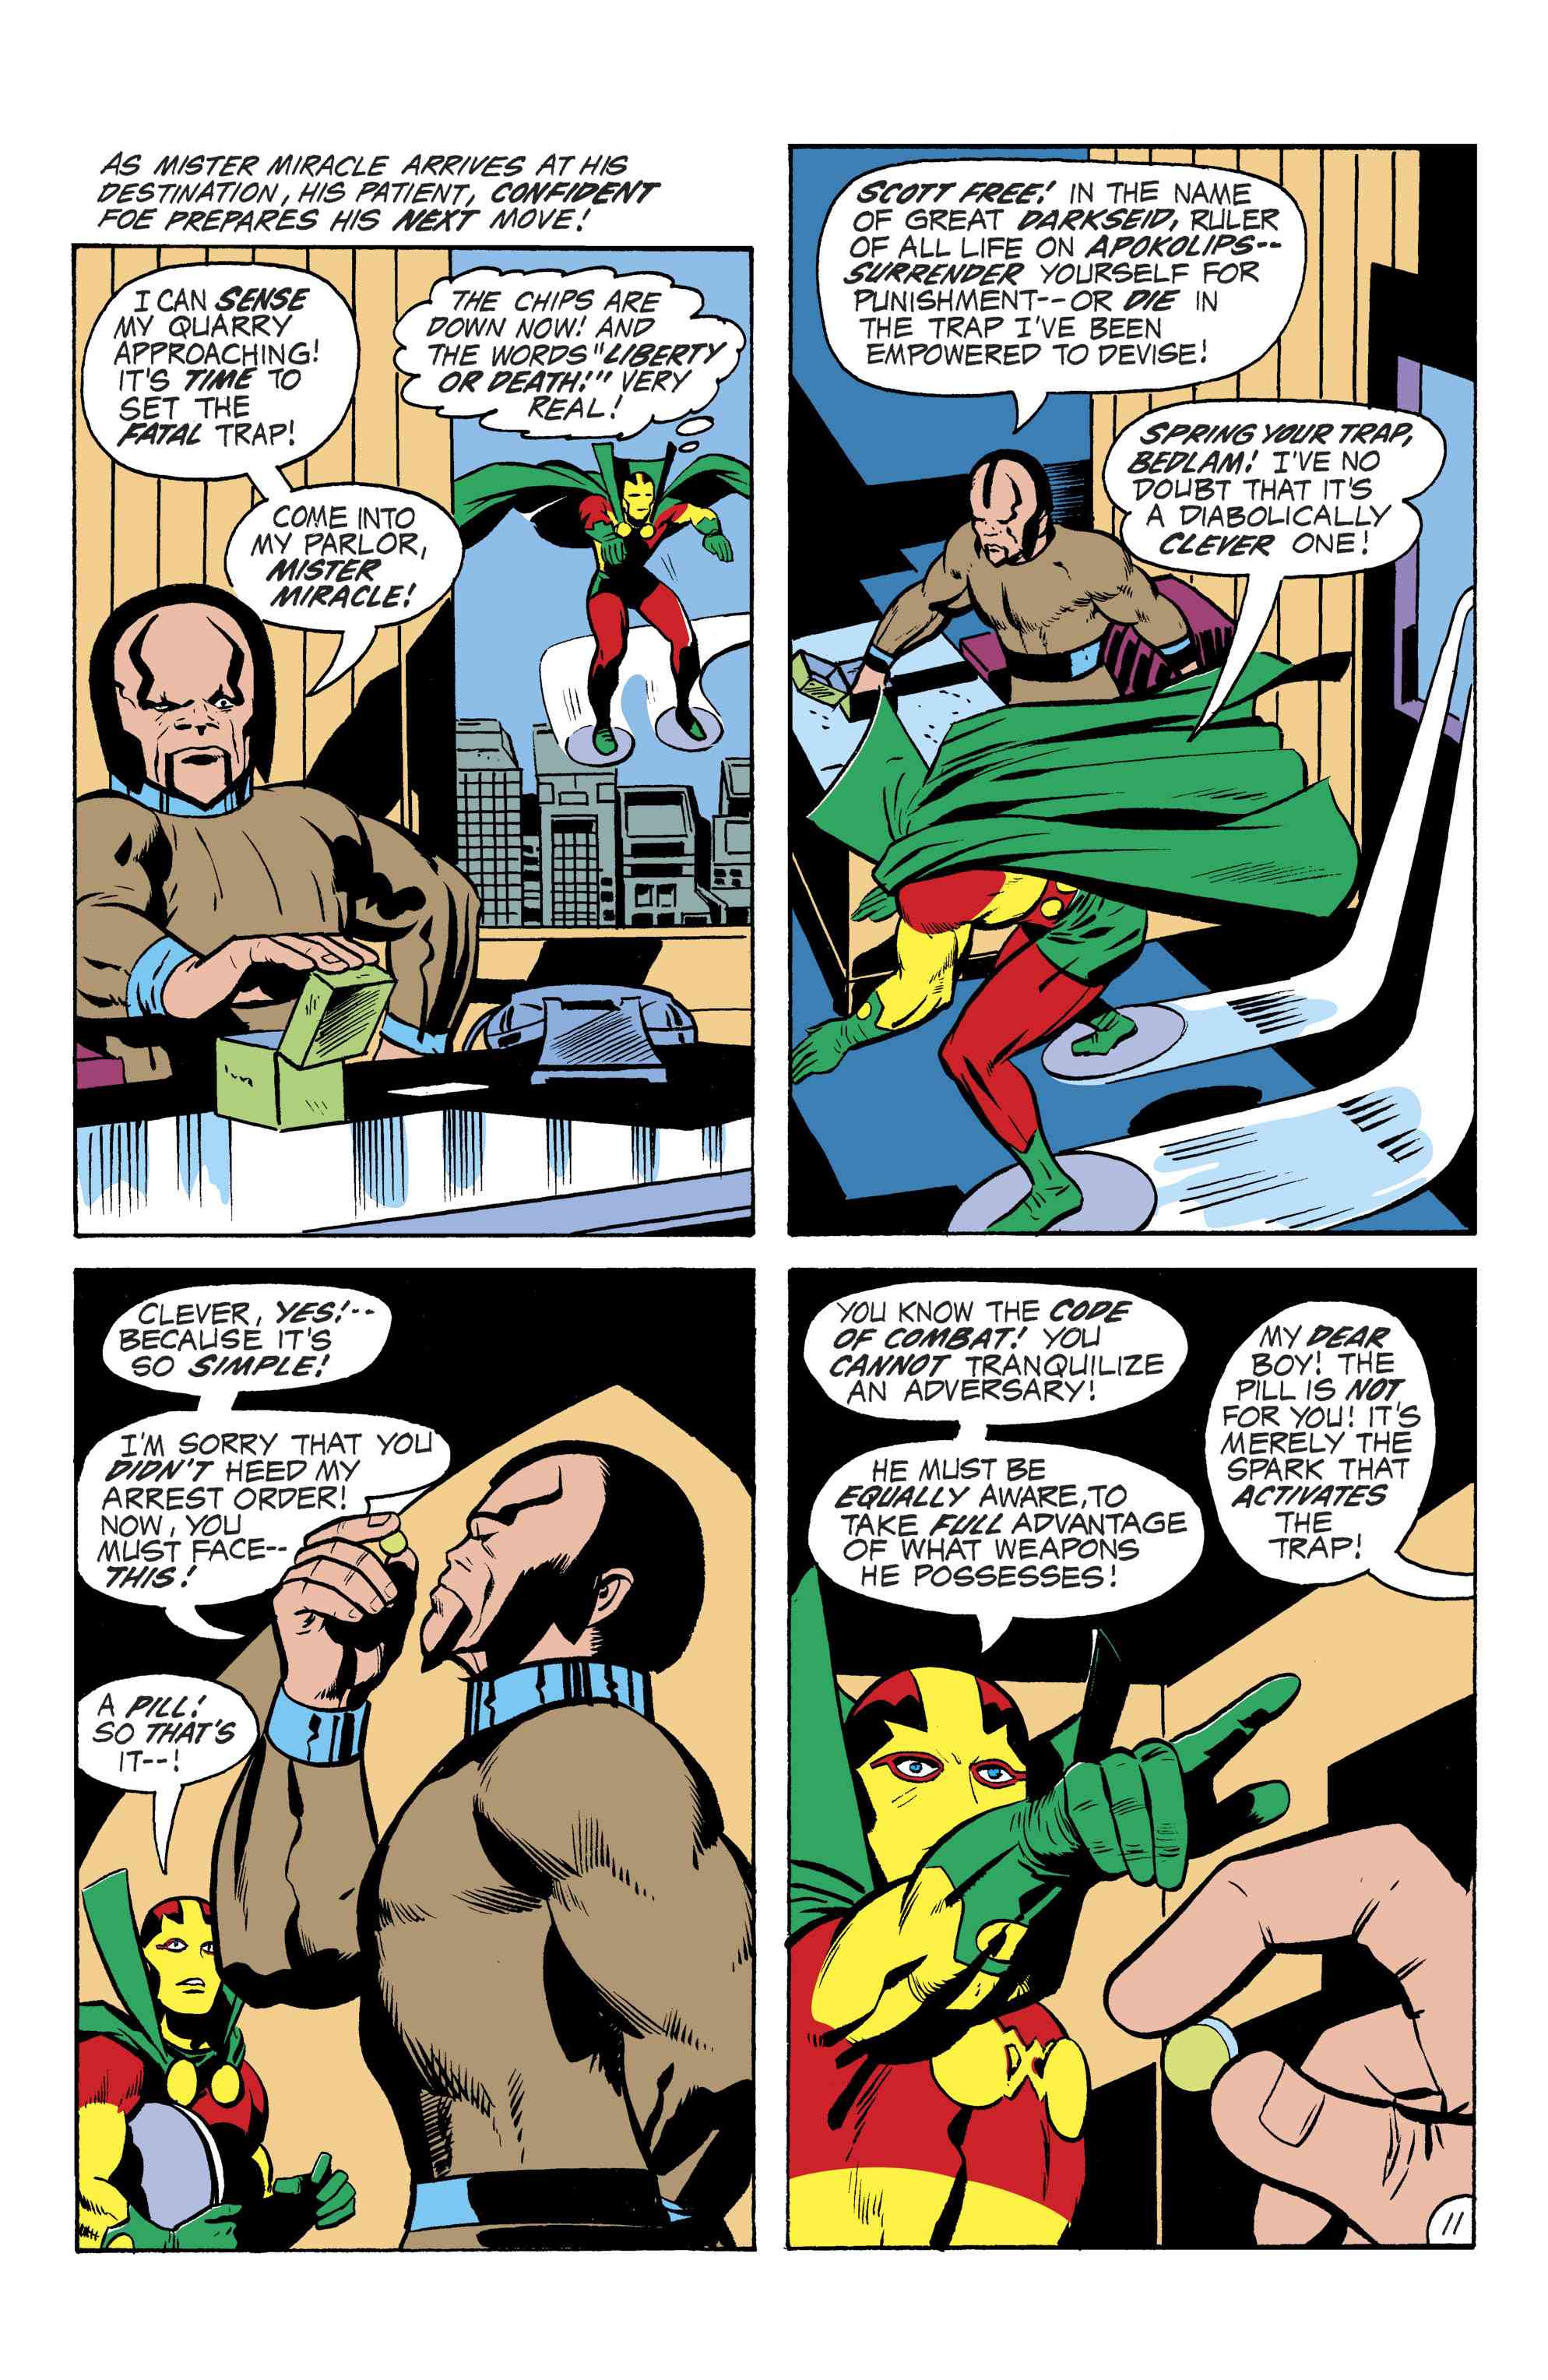 AS MISTER MIRACLE ARRIVES AT HIS
DESTINATION, HIS PATIENT, CONFIDENT
FOE PREPARES HIS NEXT MOVE!
I CAN SENSE
MY QUARRY
APPROACHING!
IT'S TIME TO
SET THE
FATAL TRAP!
COME INTO
MY PARLOR,
MISTER
MIRACLE!
THE CHIPS ARE
DOWN NOW! AND
THE WORDS "LIBERTY
OR DEATH!" VERY
REAL!
SCOTT FREE! IN THE NAME
OF GREAT DARKSEID, RULER
OF ALL LIFE ON APOKOLIPS--
SURRENDER YOURSELF FOR
PUNISHMENT--OR DIE IN
THE TRAP I'VE BEEN
EMPOWERED TO DEVISE!
SPRING YOUR TRAP,
BEDLAM! I'VE NO
DOUBT THAT IT'S
A DIABOLICALLY
CLEVER ONE!
CLEVER, YES!--
BECAUSE IT'S
SO SIMPLE!
I'M SORRY THAT YOU
DIDN'T HEED MY
ARREST ORDER!
NOW, YOU
MUST FACE--
THIS!
A PILL!
SO THAT'S
IT--!
YOU KNOW THE CODE
OF COMBAT! YOU
CANNOT TRANQUILIZE
AN ADVERSARY!
HE MUST BE
EQUALLY AWARE, TO
TAKE FULL ADVANTAGE
OF WHAT WEAPONS
HE POSSESSES!
MY DEAR
BOY! THE
PILL IS NOT
FOR YOU! IT'S
MERELY THE
SPARK THAT
ACTIVATES
THE
TRAP!
11